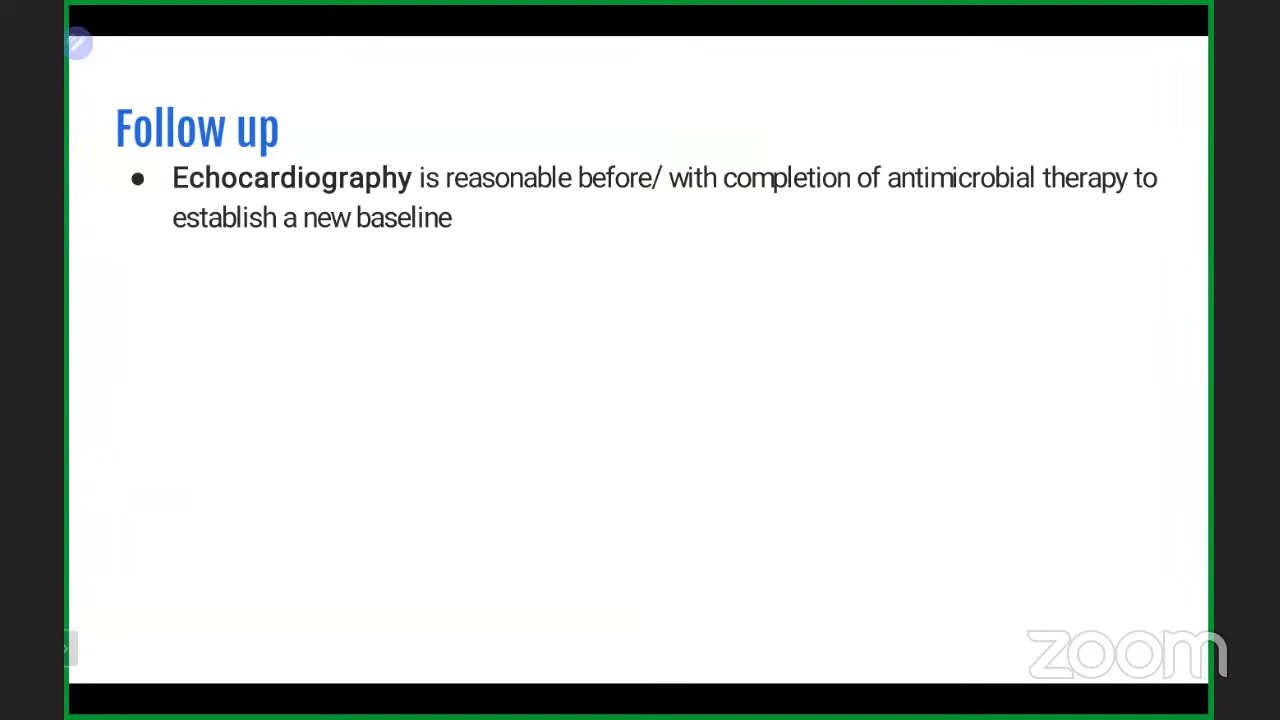 Follow up
● Echocardiography is reasonable before/ with completion of antimicrobial therapy to
establish a new baseline
zoom